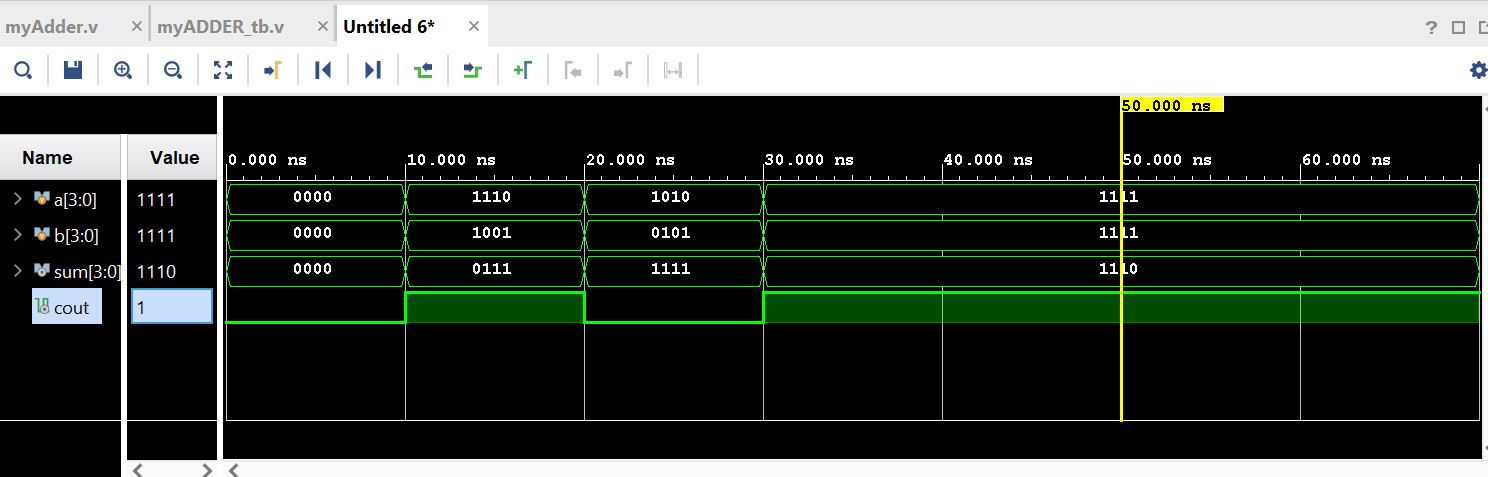 myAdder.v myADDER_tb.v Untitled 6*
50.000 ns
Name Value 0.000 ns 10.000 ns 20.000 ns 30.000 ns 40.000 ns 50.000 ns 60.000 ns
a[3:0] 1111 0000 1110 1010 1111
b[3:0] 1111 0000 1001 0101 1111
sum[3:0] 1110 0000 0111 1111 1110
cout 1